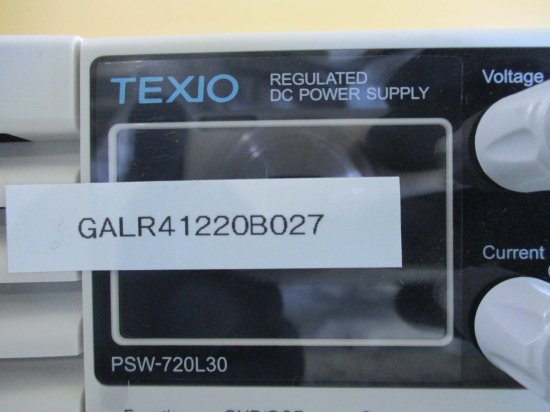 TEXIO
REGULATED
DC POWER SUPPLY
Voltage
GALR41220B027
Current
PSW-720L30